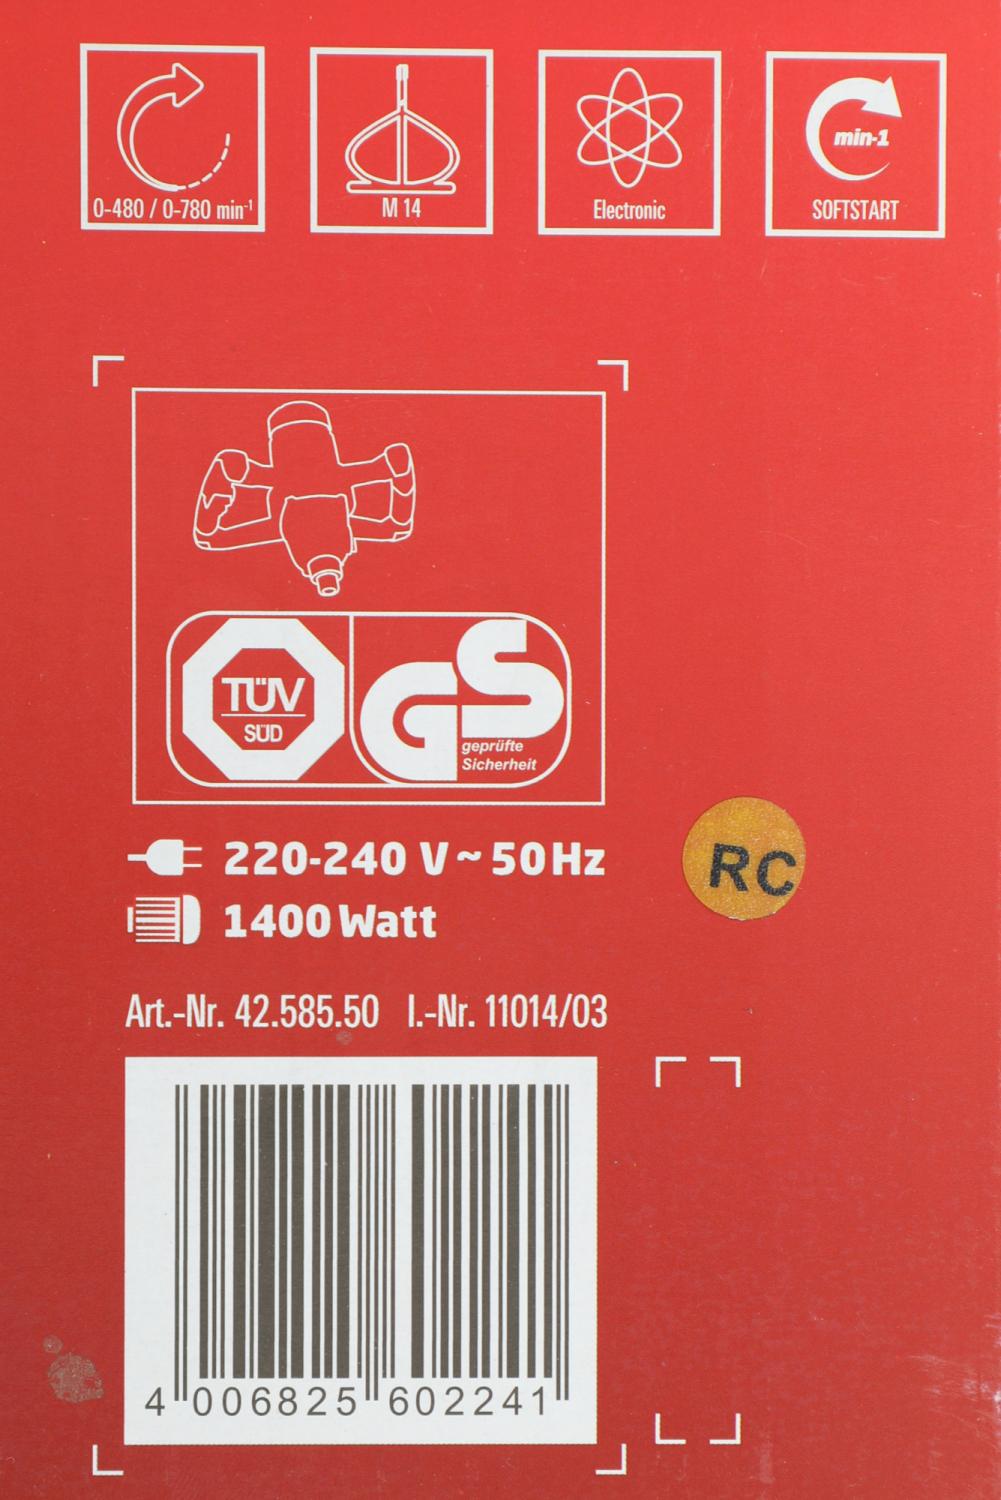 0-480 / 0-780 min⁻¹
M 14
Electronic
min-1
SOFTSTART
TÜV
SÜD
GS
geprüfte
Sicherheit
220-240 V ~ 50 Hz
RC
1400 Watt
Art.-Nr. 42.585.50 I.-Nr. 11014/03
4 006825 602241